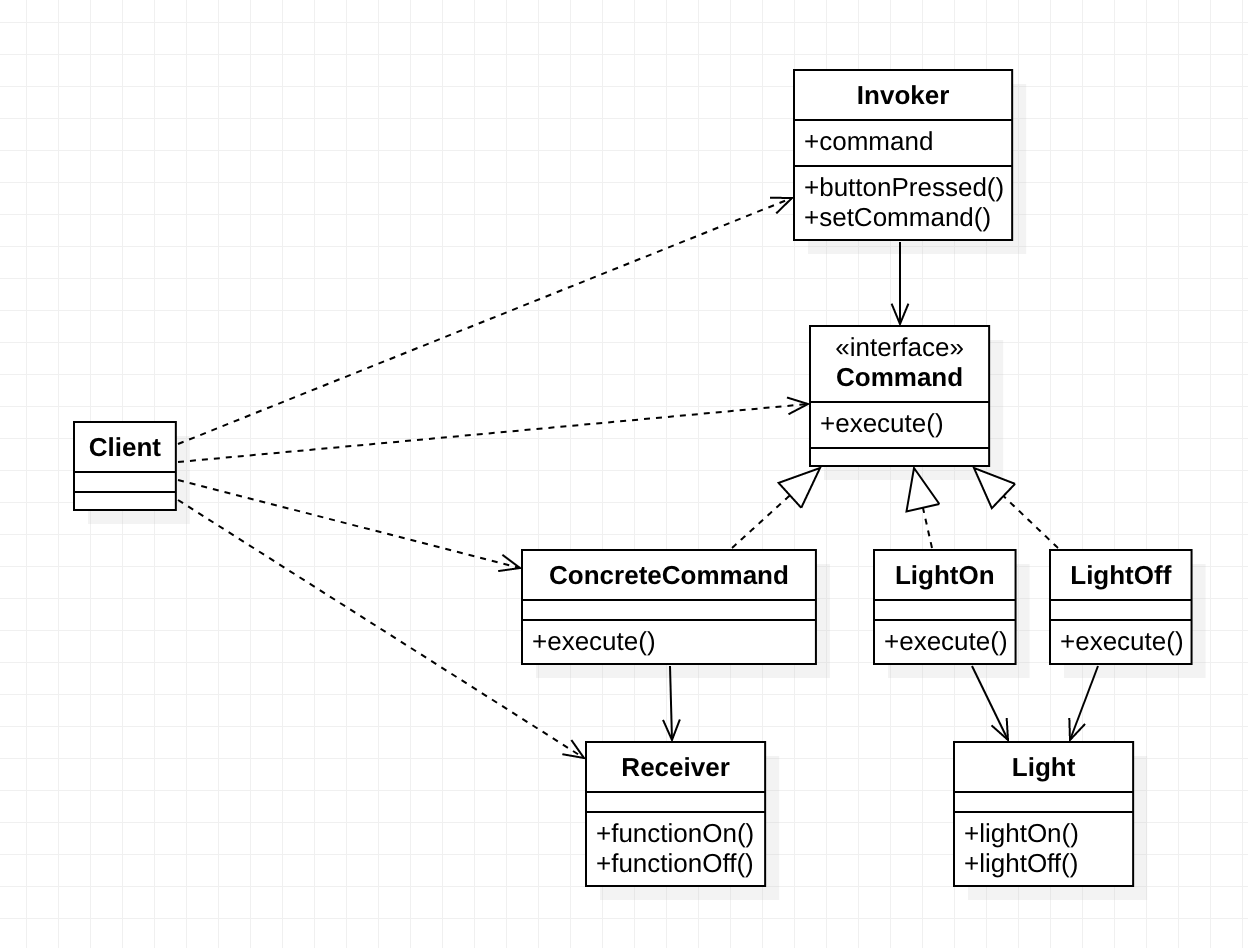 Invoker
+command
+buttonPressed()
+setCommand()
«interface»
Command
+execute()
Client
ConcreteCommand
+execute()
LightOn
+execute()
LightOff
+execute()
Receiver
+functionOn()
+functionOff()
Light
+lightOn()
+lightOff()